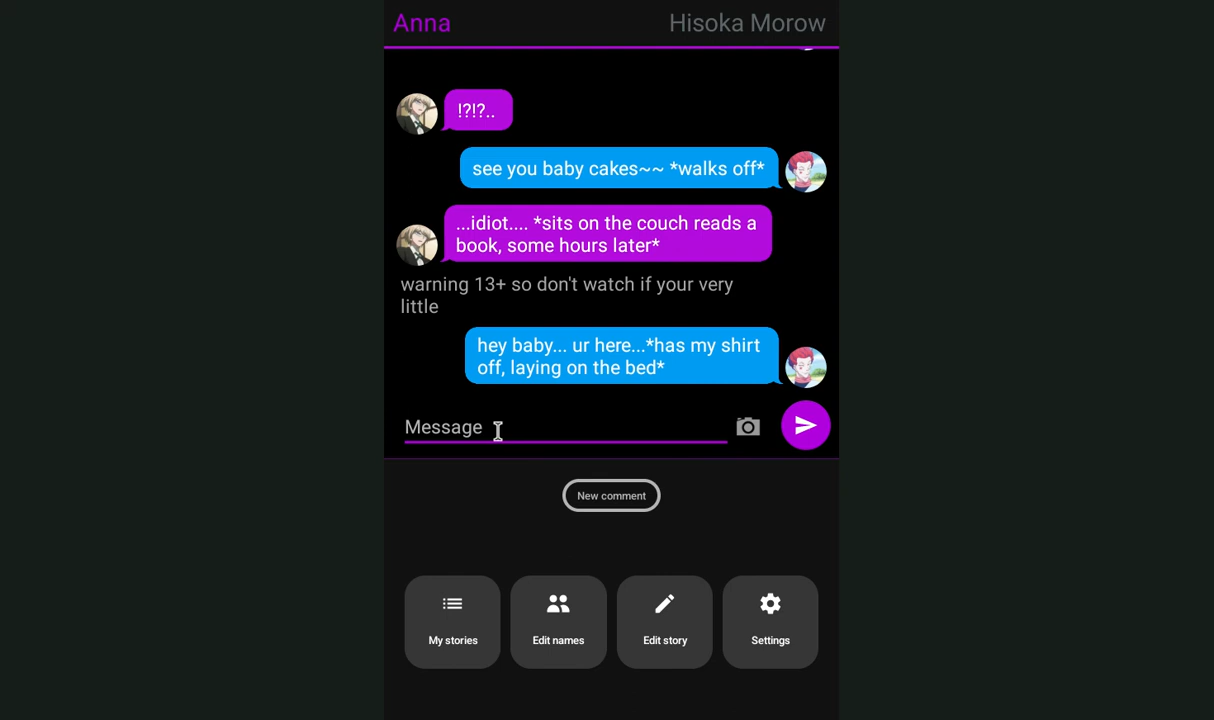 Anna Hisoka Morow
!?!?..
see you baby cakes~~ *walks off*
...idiot.... *sits on the couch reads a
book, some hours later*
warning 13+ so don't watch if your very
little
hey baby... ur here...*has my shirt
off, laying on the bed*
Message
New comment
My stories Edit names Edit story Settings